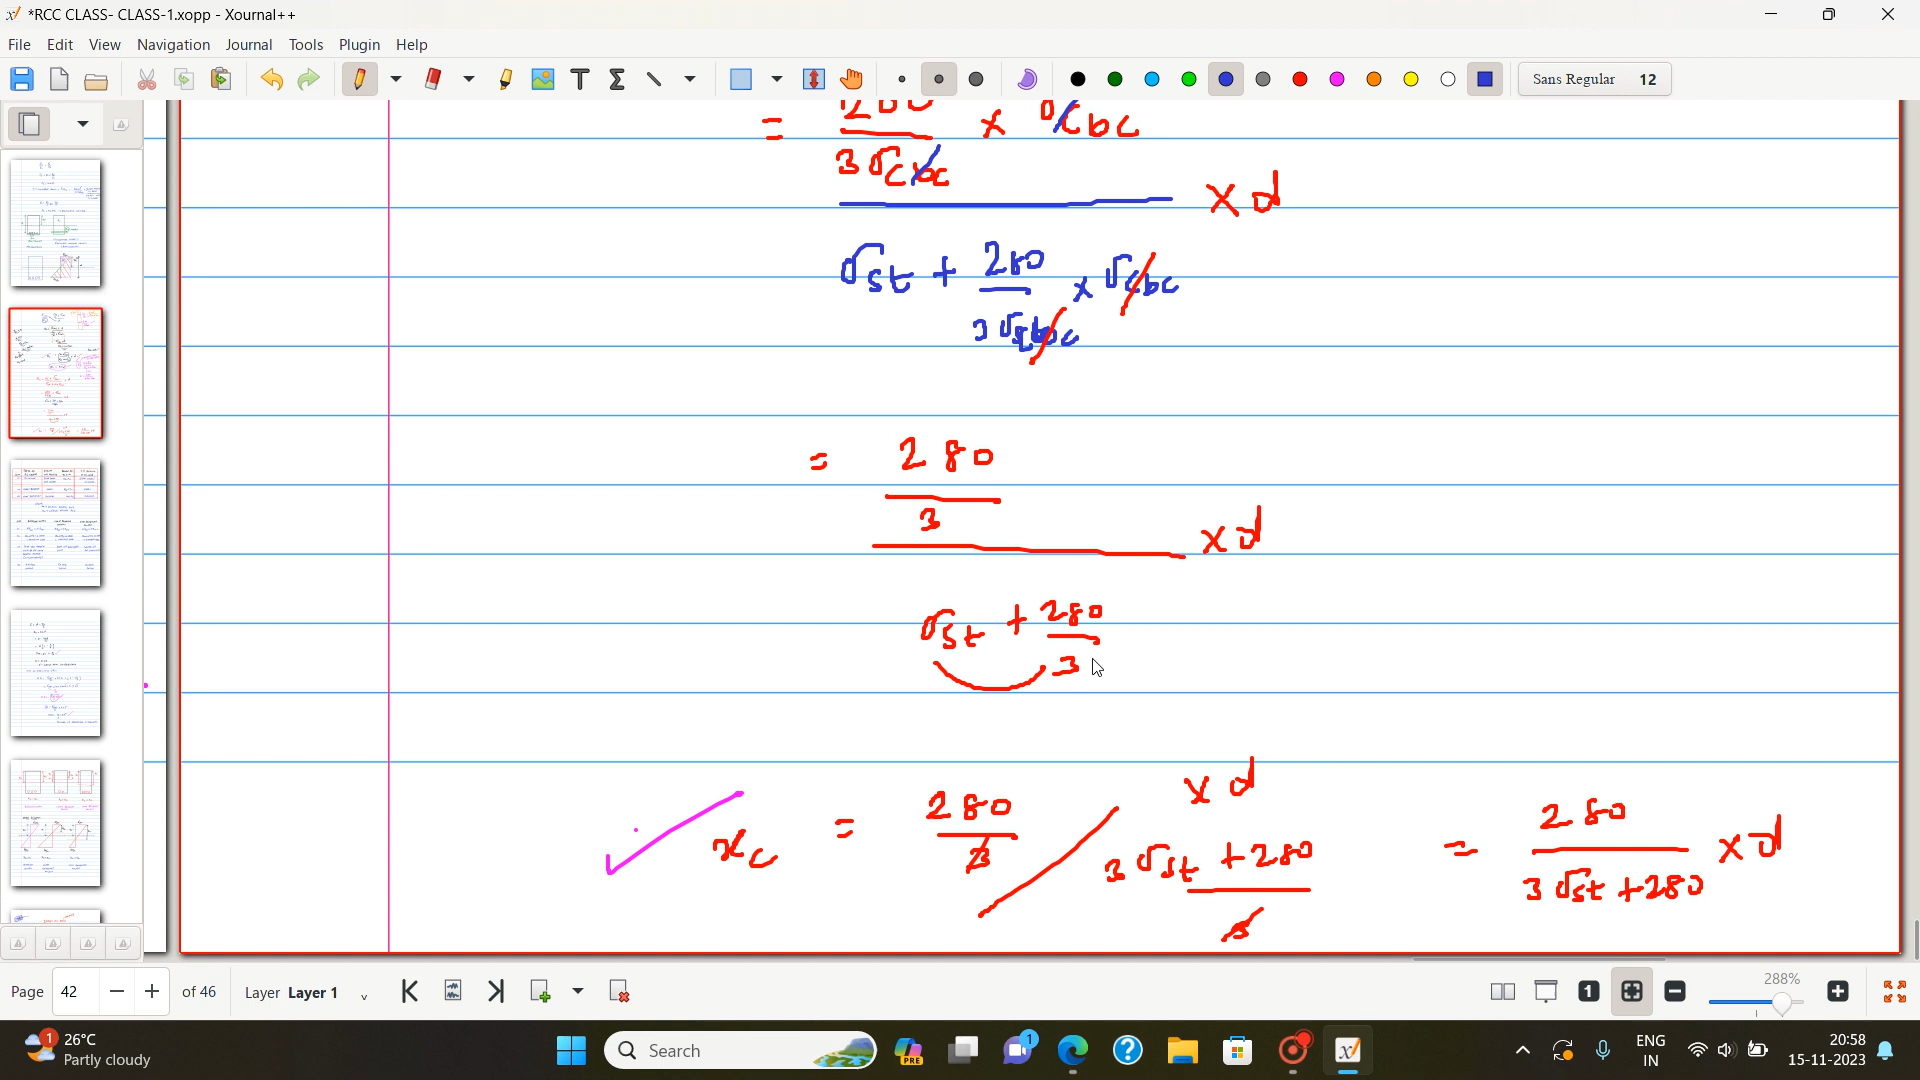 *RCC CLASS- CLASS-1.xopp - Xournal++
File Edit View Navigation Journal Tools Plugin Help
Sans Regular 12
= 280 / 3σcbc × σcbc
× d
σst + 280 / 3σcbc × σcbc
= 280 / 3
× d
σst + 280 / 3
xc = 280 / 3 / 3σst + 280 / 3 × d = 280 / 3σst + 280 × d
Page 42 of 46 Layer Layer 1 288%
1
26°C
Partly cloudy
Search
PRE
1
ENG
IN
20:58
15-11-2023